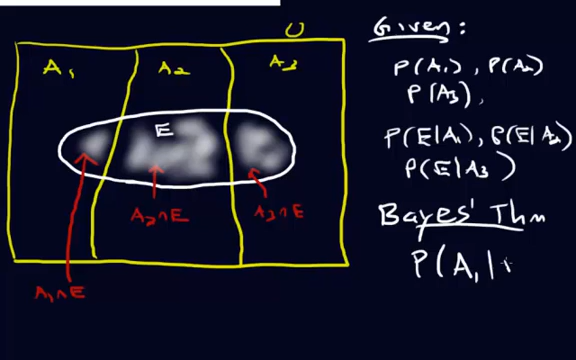 U
A₁ A₂ A₃
E
A₂∩E A₃∩E
A₁∩E
Given:
P(A₁), P(A₂)
P(A₃),
P(E|A₁), P(E|A₂)
P(E|A₃)
Bayes' Thm
P(A₁|